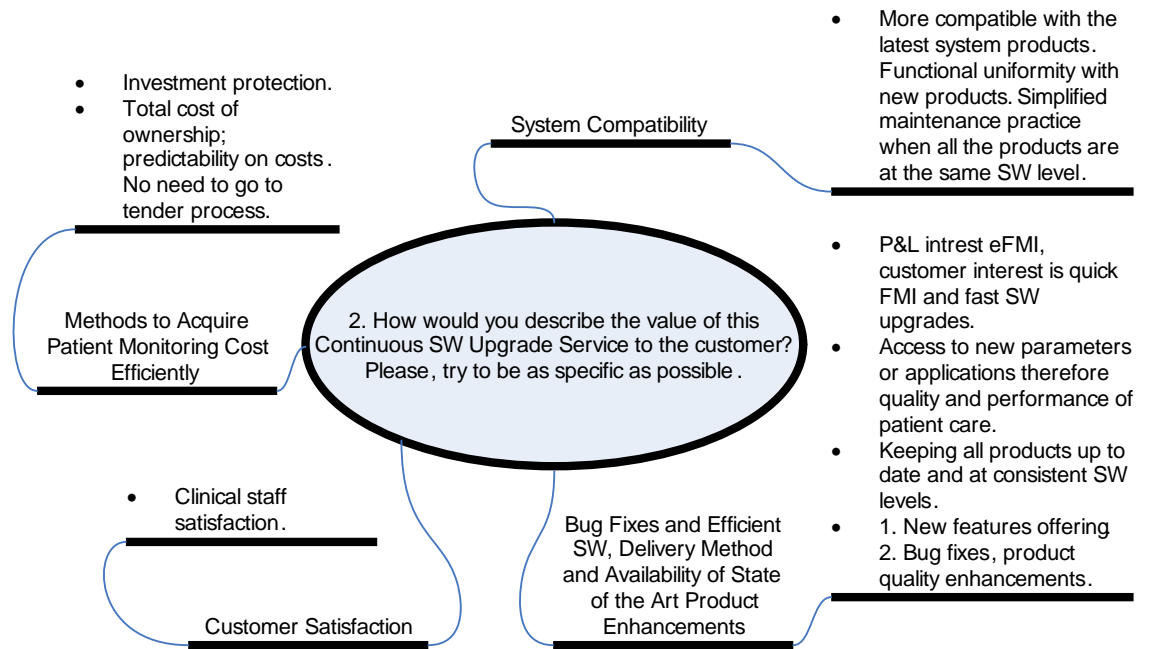 • Investment protection.
• Total cost of
ownership;
predictability on costs.
No need to go to
tender process.
Methods to Acquire
Patient Monitoring Cost
Efficiently
System Compatibility
• More compatible with the
latest system products.
Functional uniformity with
new products. Simplified
maintenance practice
when all the products are
at the same SW level.
2. How would you describe the value of this
Continuous SW Upgrade Service to the customer?
Please, try to be as specific as possible.
• Clinical staff
satisfaction.
Customer Satisfaction
Bug Fixes and Efficient
SW, Delivery Method
and Availability of State
of the Art Product
Enhancements
• P&L intrest eFMI,
customer interest is quick
FMI and fast SW
upgrades.
• Access to new parameters
or applications therefore
quality and performance of
patient care.
• Keeping all products up to
date and at consistent SW
levels.
• 1. New features offering.
2. Bug fixes, product
quality enhancements.